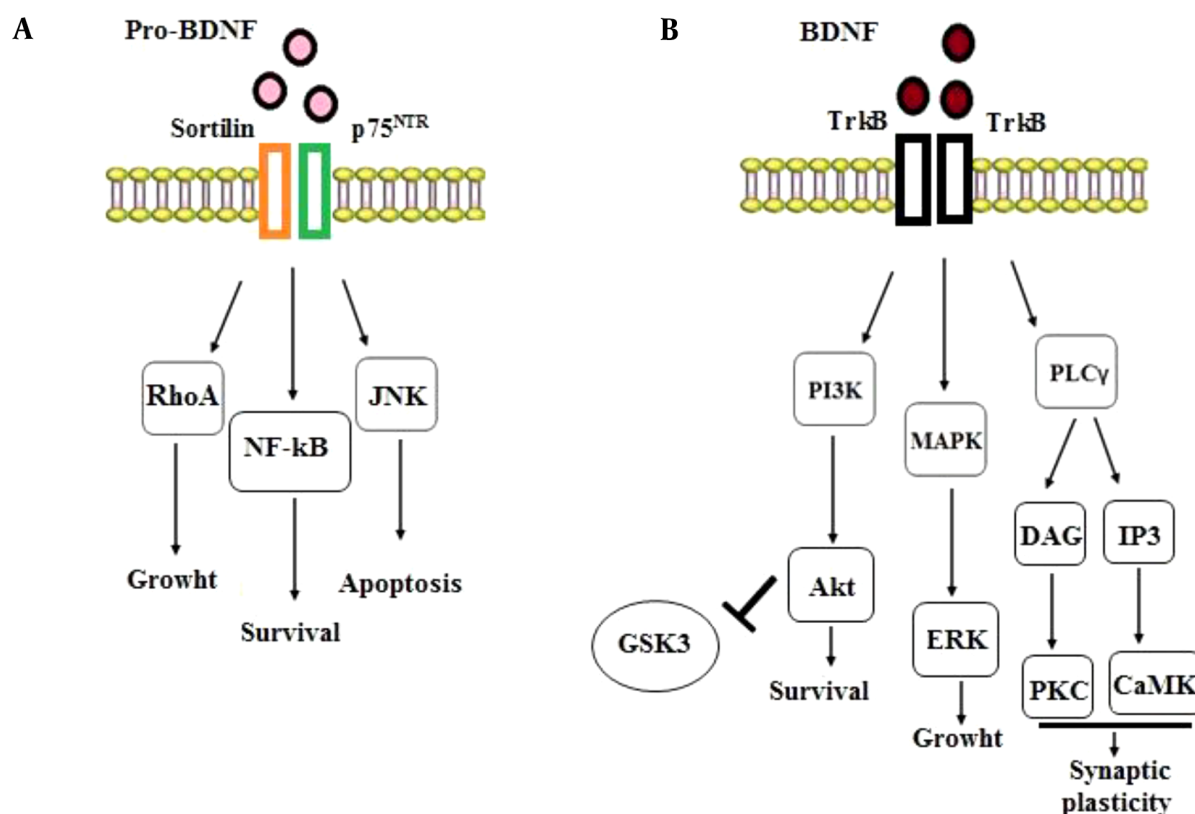 A
Pro-BDNF
Sortilin
p75NTR
RhoA
NF-kB
JNK
Growht
Survival
Apoptosis
B
BDNF
TrkB
TrkB
PI3K
MAPK
PLCγ
DAG
IP3
Akt
GSK3
ERK
PKC
CaMK
Survival
Growht
Synaptic
plasticity